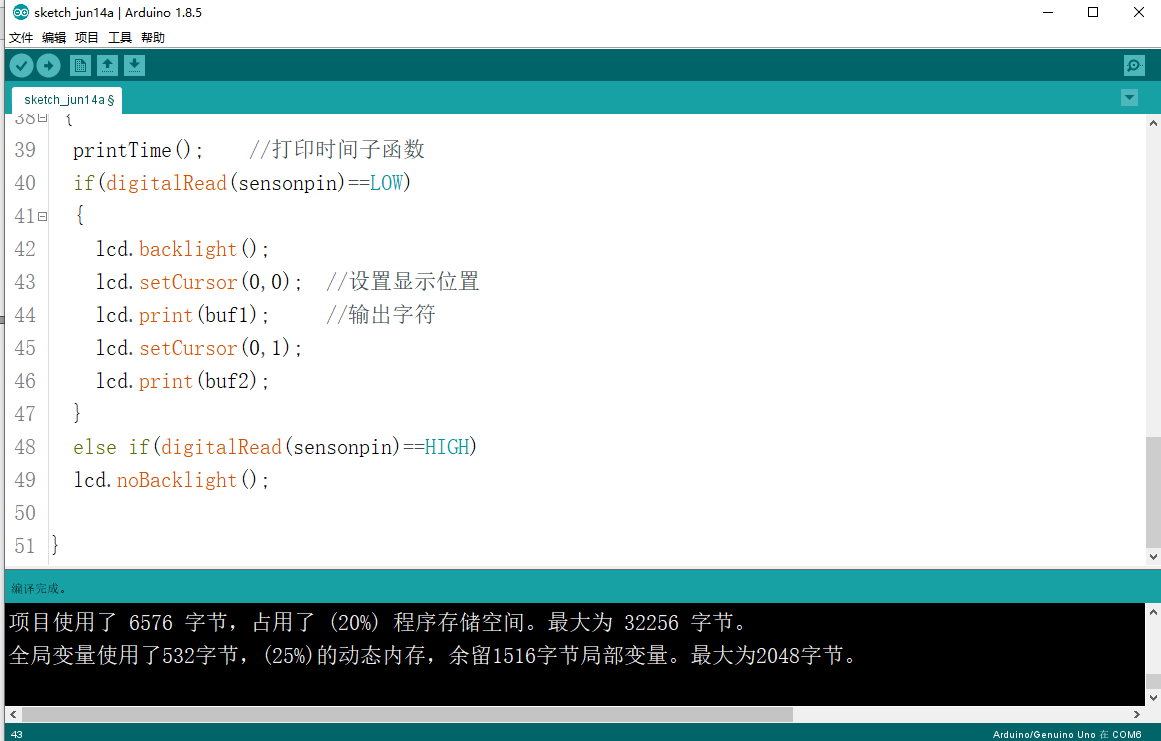 sketch_jun14a | Arduino 1.8.5
文件 编辑 项目 工具 帮助
sketch_jun14a §
38 {
39 printTime(); //打印时间子函数
40 if(digitalRead(sensonpin)==LOW)
41 {
42 lcd.backlight();
43 lcd.setCursor(0,0); //设置显示位置
44 lcd.print(buf1); //输出字符
45 lcd.setCursor(0,1);
46 lcd.print(buf2);
47 }
48 else if(digitalRead(sensonpin)==HIGH)
49 lcd.noBacklight();
50
51 }
编译完成。
项目使用了 6576 字节，占用了 (20%) 程序存储空间。最大为 32256 字节。
全局变量使用了532字节，(25%)的动态内存，余留1516字节局部变量。最大为2048字节。
43 Arduino/Genuino Uno 在 COM6